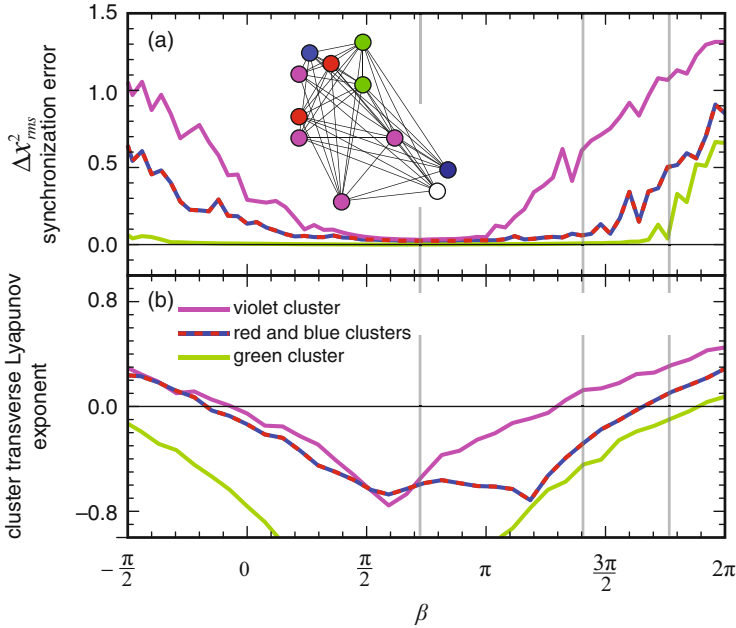 (a)
1.5
1.0
0.5
0.0
Δx²rms
synchronization error
(b)
violet cluster
red and blue clusters
green cluster
0.8
0.0
−0.8
cluster transverse Lyapunov
exponent
−π/2 0 π/2 π 3π/2 2π
β